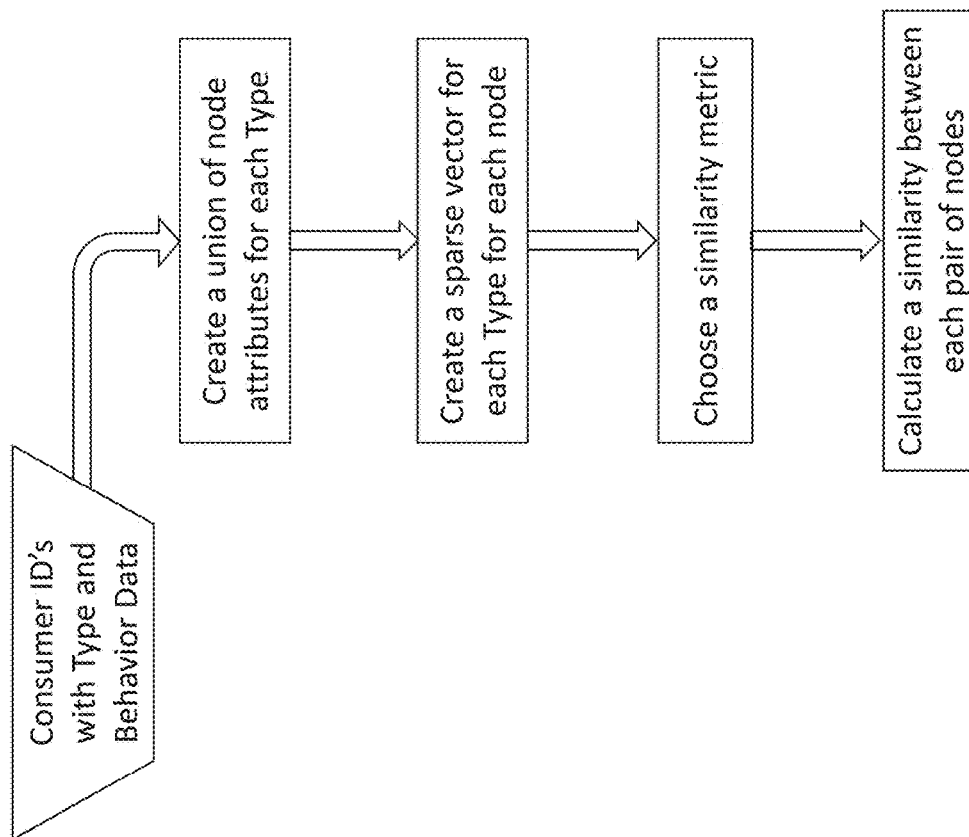 Consumer ID's
with Type and
Behavior Data
Create a union of node
attributes for each Type
Create a sparse vector for
each Type for each node
Choose a similarity metric
Calculate a similarity between
each pair of nodes